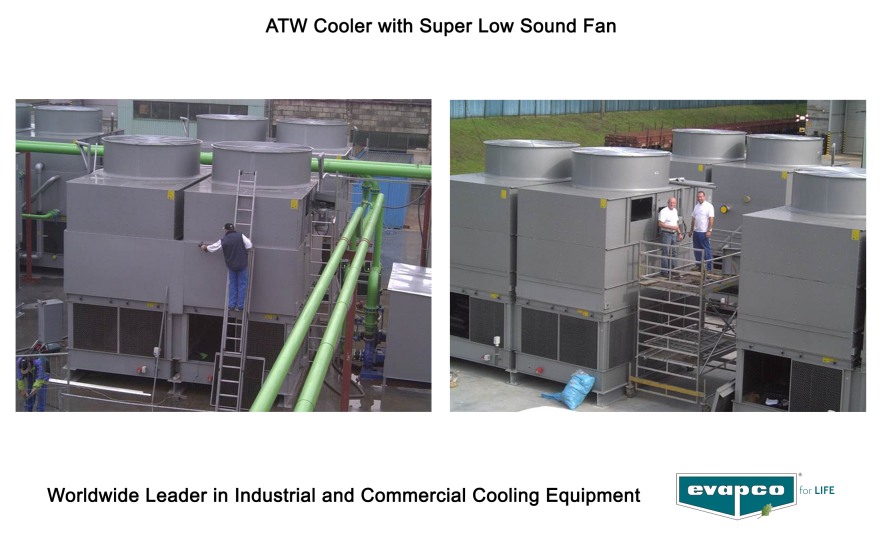 ATW Cooler with Super Low Sound Fan
Worldwide Leader in Industrial and Commercial Cooling Equipment
evapco® for LIFE